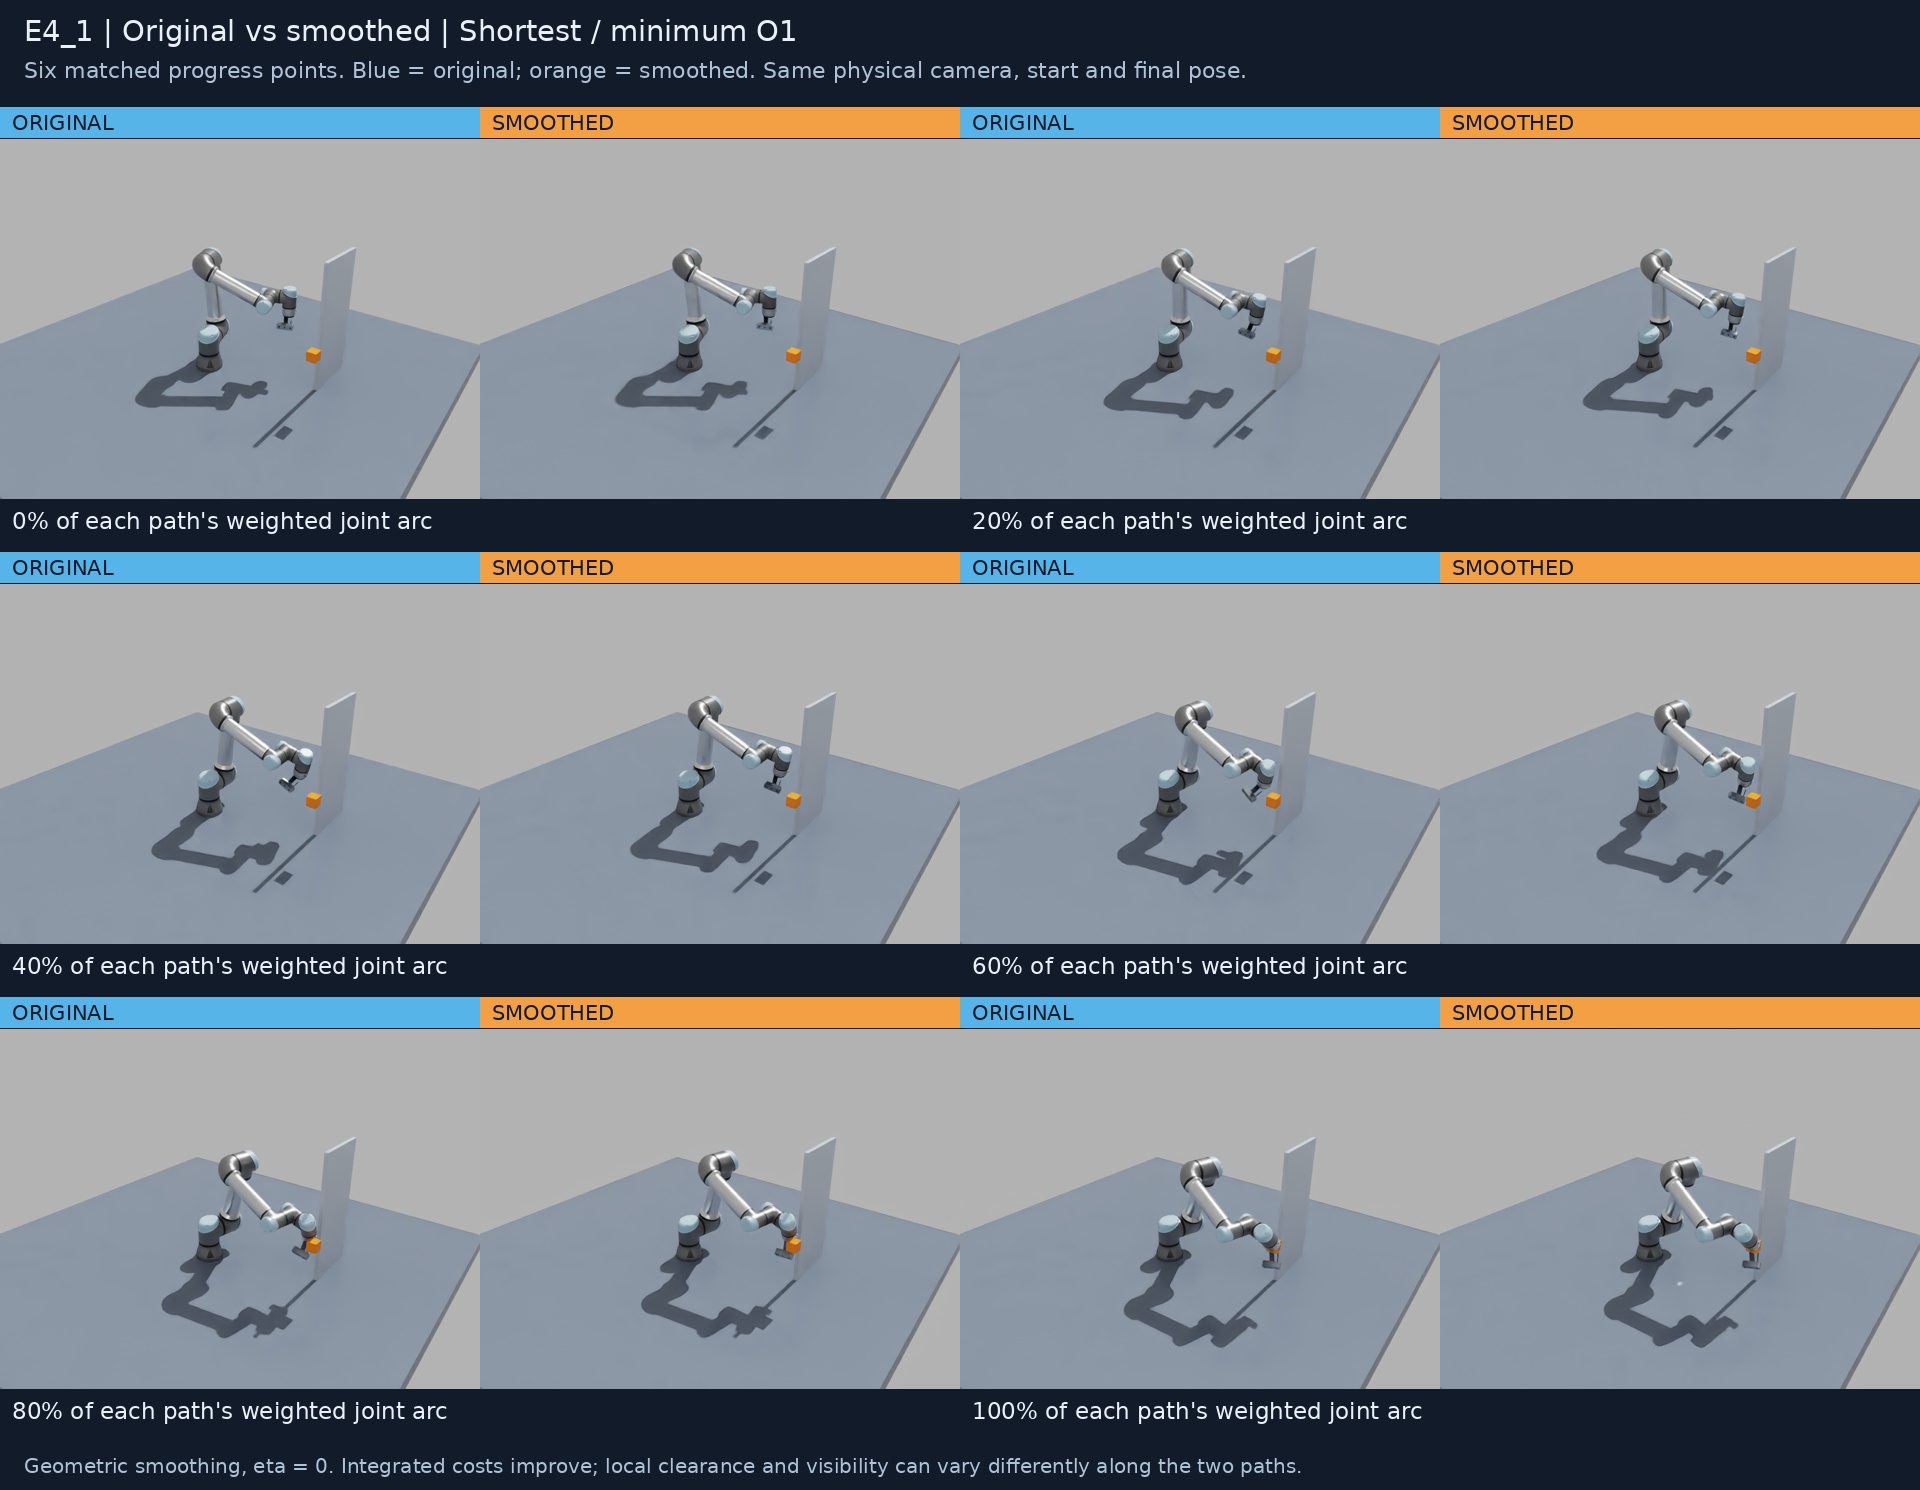 E4_1 | Original vs smoothed | Shortest / minimum O1
Six matched progress points. Blue = original; orange = smoothed. Same physical camera, start and final pose.
ORIGINAL
SMOOTHED
ORIGINAL
SMOOTHED
0% of each path's weighted joint arc
20% of each path's weighted joint arc
ORIGINAL
SMOOTHED
ORIGINAL
SMOOTHED
40% of each path's weighted joint arc
60% of each path's weighted joint arc
ORIGINAL
SMOOTHED
ORIGINAL
SMOOTHED
80% of each path's weighted joint arc
100% of each path's weighted joint arc
Geometric smoothing, eta = 0. Integrated costs improve; local clearance and visibility can vary differently along the two paths.